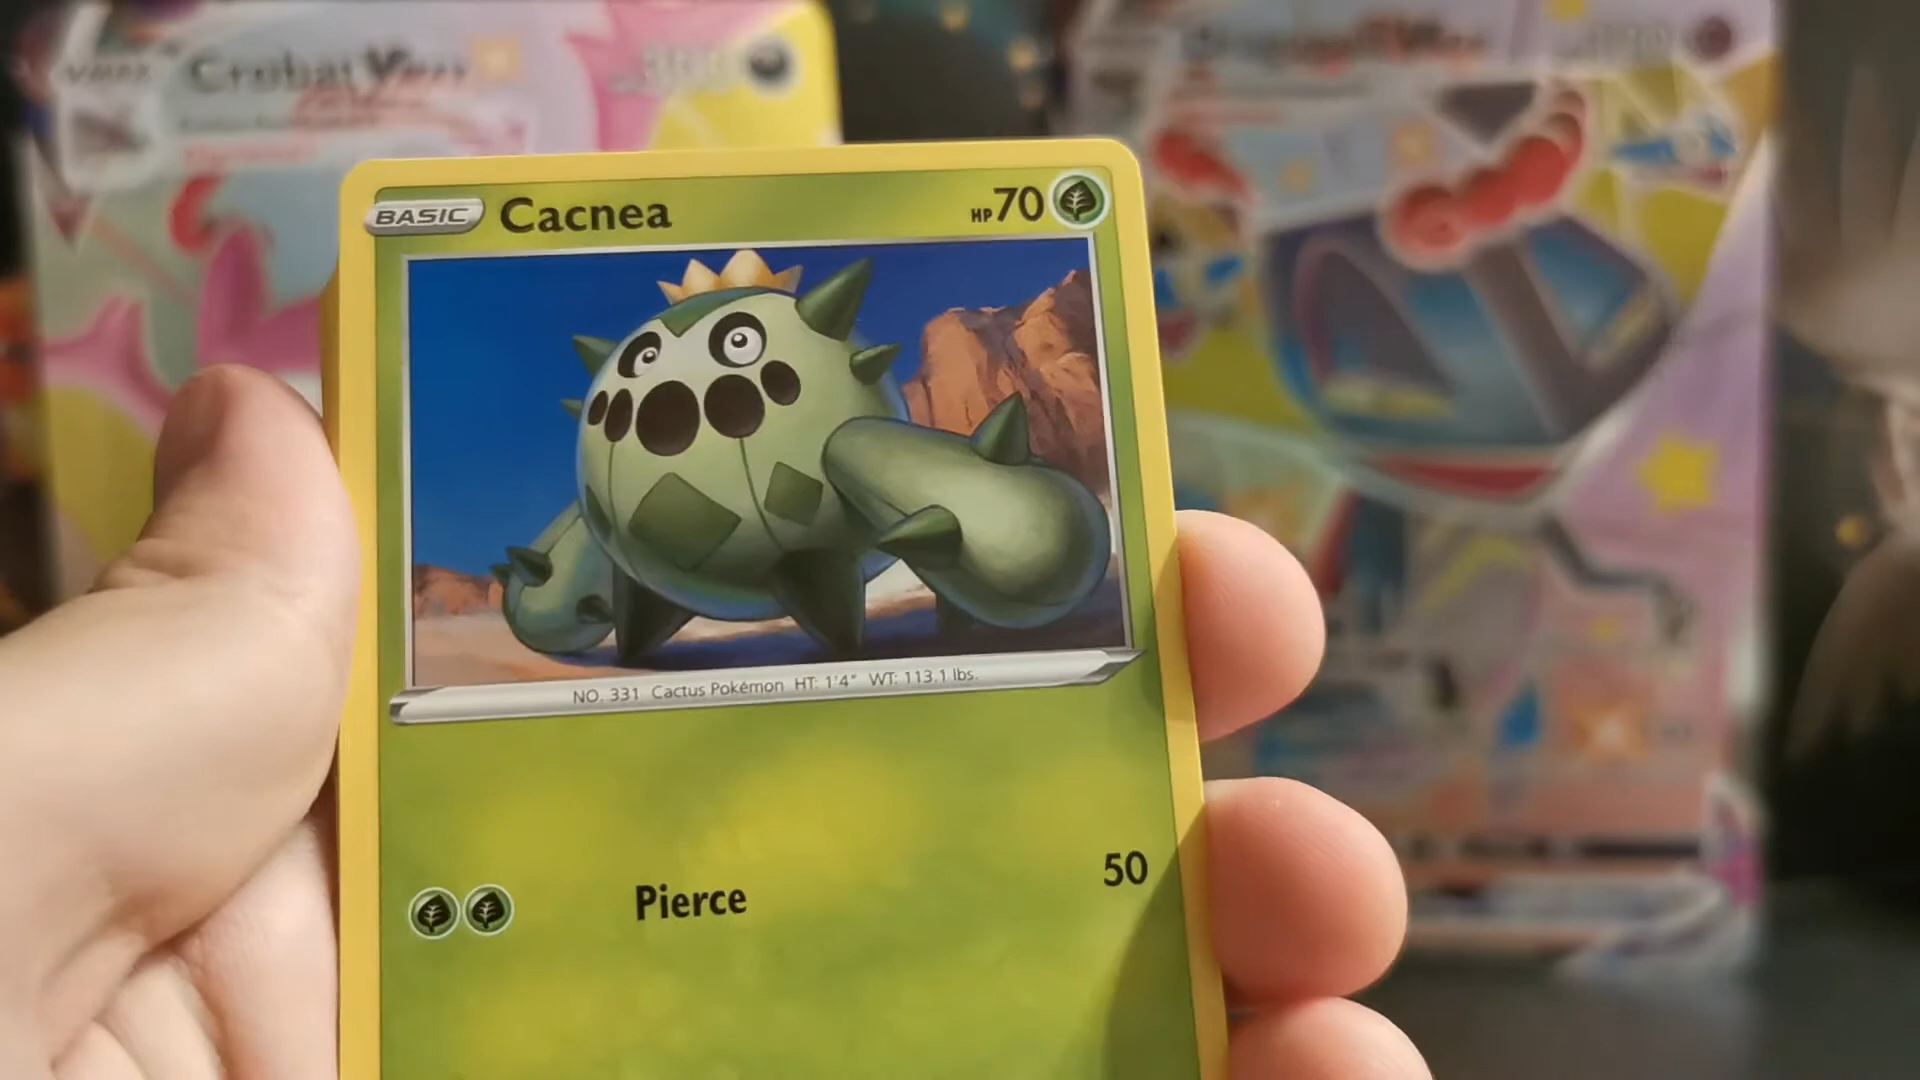 Crobat VMAX
BASIC Cacnea HP 70
NO. 331 Cactus Pokémon HT: 1'4" WT: 113.1 lbs.
Pierce 50